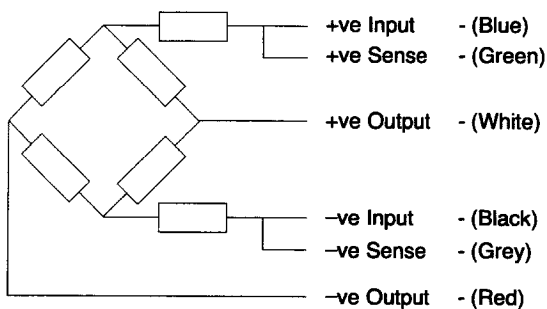 +ve Input - (Blue)
+ve Sense - (Green)
+ve Output - (White)
−ve Input - (Black)
−ve Sense - (Grey)
−ve Output - (Red)